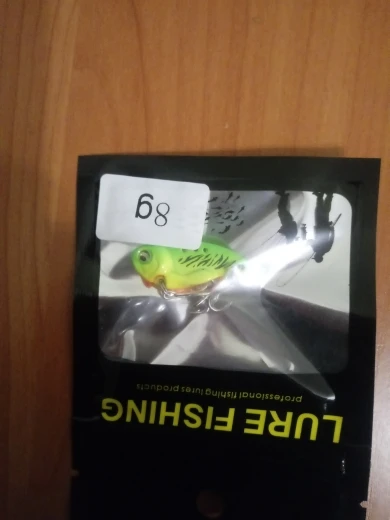 LURE FISHING
professional fishing lures products
8g